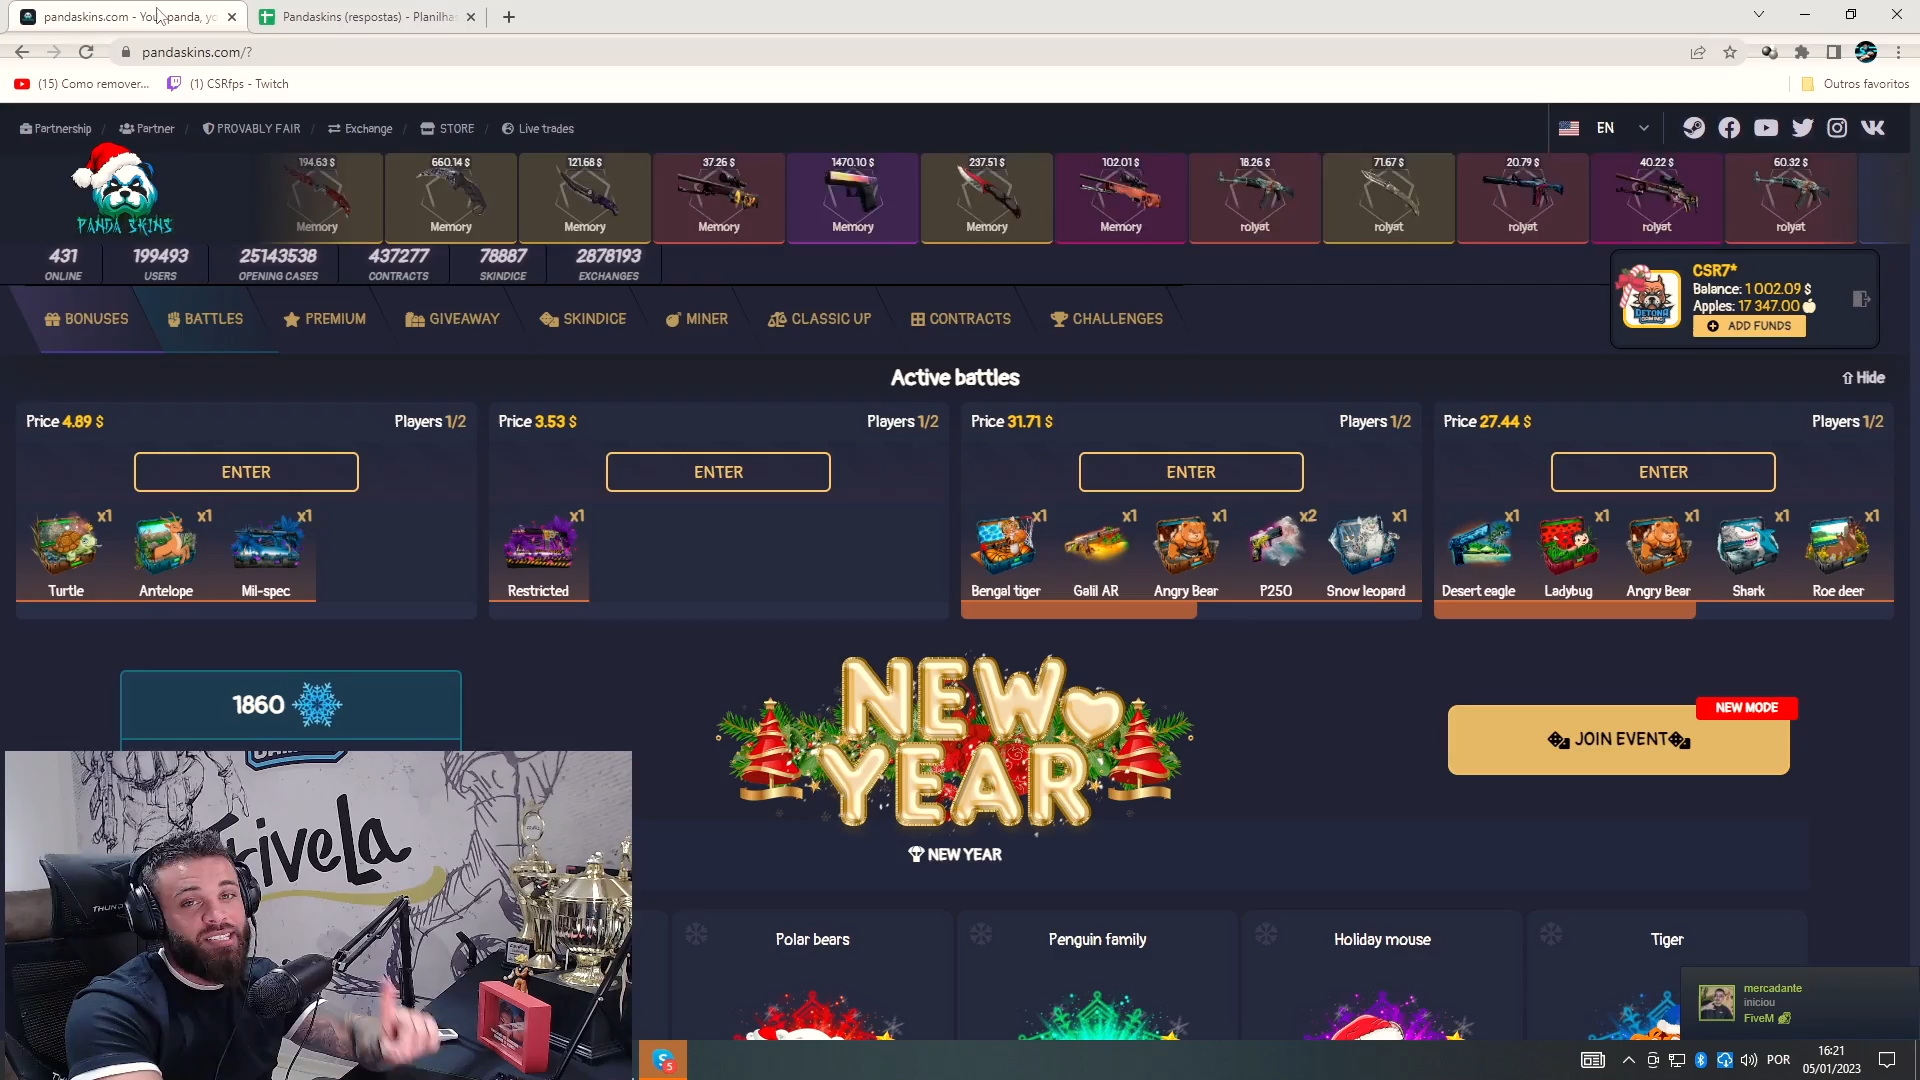 pandaskins.com - You panda, yo
Pandaskins (respostas) - Planilhas
pandaskins.com/?
(15) Como remover...
(1) CSRfps - Twitch
Outros favoritos
Partnership / Partner / PROVABLY FAIR / Exchange / STORE / Live trades
EN
194.63 $ 660.14 $ 121.68 $ 37.26 $ 1470.10 $ 237.51 $ 102.01 $ 18.26 $ 71.67 $ 20.79 $ 40.22 $ 60.32 $
Memory Memory Memory Memory Memory Memory Memory rolyat rolyat rolyat rolyat rolyat
PANDA SKINS
431 199493 25143538 437277 78887 2878193
ONLINE USERS OPENING CASES CONTRACTS SKINDICE EXCHANGES
CSR7*
Balance: 1 002.09 $
Apples: 17 347.00
ADD FUNDS
DETONA
BONUSES BATTLES PREMIUM GIVEAWAY SKINDICE MINER CLASSIC UP CONTRACTS CHALLENGES
Active battles
Hide
Price 4.89 $ Players 1/2 Price 3.53 $ Players 1/2 Price 31.71 $ Players 1/2 Price 27.44 $ Players 1/2
ENTER ENTER ENTER ENTER
x1 x1 x1 x1 x1 x1 x1 x2 x1 x1 x1 x1 x1 x1
Turtle Antelope Mil-spec Restricted Bengal tiger Galil AR Angry Bear P250 Snow leopard Desert eagle Ladybug Angry Bear Shark Roe deer
1860
NEW
YEAR
NEW MODE
JOIN EVENT
NEW YEAR
Polar bears Penguin family Holiday mouse Tiger
rivela
THUND
mercadante
iniciou
FiveM
S
POR
16:21
05/01/2023